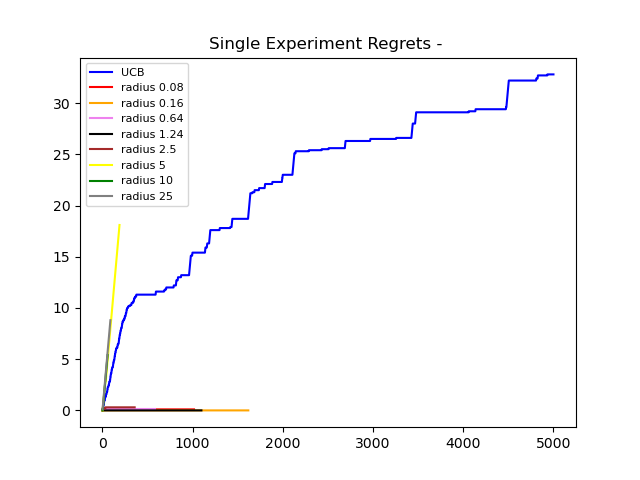 Single Experiment Regrets -
UCB
radius 0.08
radius 0.16
radius 0.64
radius 1.24
radius 2.5
radius 5
radius 10
radius 25
30
25
20
15
10
5
0
0 1000 2000 3000 4000 5000